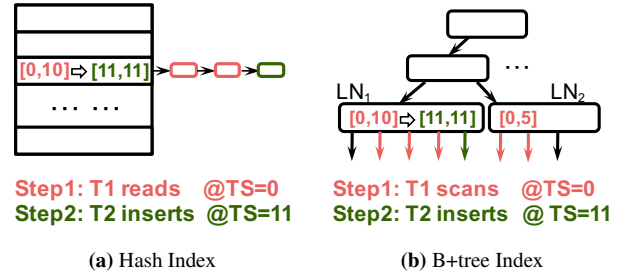 [0,10]⇨[11,11]
... ...
Step1: T1 reads @TS=0
Step2: T2 inserts @TS=11
(a) Hash Index
...
LN1 LN2
[0,10]⇨[11,11] [0,5]
Step1: T1 scans @TS=0
Step2: T2 inserts @ TS=11
(b) B+tree Index